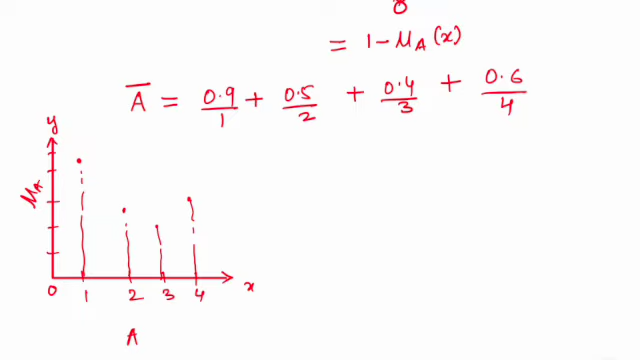 0
= 1 - μA(x)
Ā = 0.9/1 + 0.5/2 + 0.4/3 + 0.6/4
y
μA
0 1 2 3 4 x
A